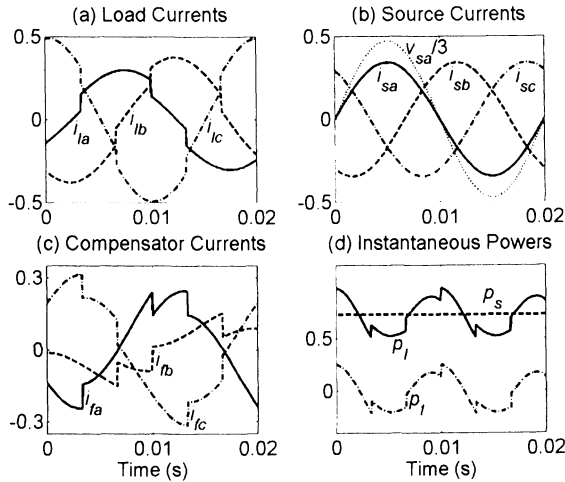 (a) Load Currents
0.5
0
-0.5
i_la
i_lb
i_lc
0
0.01
0.02
(b) Source Currents
0.5
0
-0.5
v_sa/3
i_sa
i_sb
i_sc
0
0.01
0.02
(c) Compensator Currents
0.3
0
-0.3
i_fa
i_fb
i_fc
0
0.01
0.02
Time (s)
(d) Instantaneous Powers
0.5
0
p_s
p_l
p_f
0
0.01
0.02
Time (s)